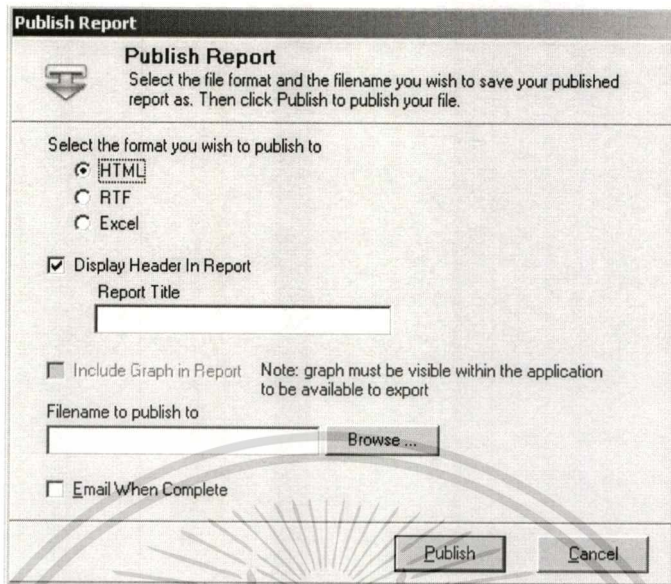 Publish Report
Publish Report
Select the file format and the filename you wish to save your published
report as. Then click Publish to publish your file.
Select the format you wish to publish to
HTML
RTF
Excel
Display Header In Report
Report Title
Include Graph in Report Note: graph must be visible within the application
to be available to export
Filename to publish to
Browse ...
Email When Complete
Publish Cancel